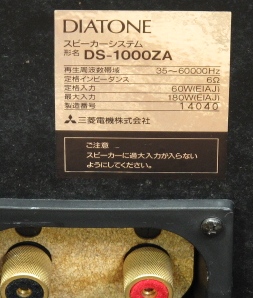 DIATONE
スピーカーシステム
形名 DS-1000ZA
再生周波数帯域 35～60000Hz
定格インピーダンス 6Ω
定格入力 60W(EIAJ)
最大入力 180W(EIAJ)
製造番号 14040
三菱電機株式会社
ご注意
スピーカーに過大入力が入らない
ようにしてください。